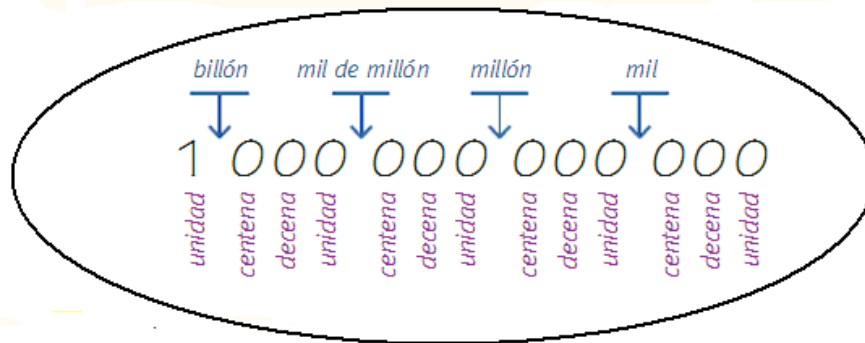 billón mil de millón millón mil
1 000 000 000 000
unidad centena decena unidad centena decena unidad centena decena unidad centena decena unidad